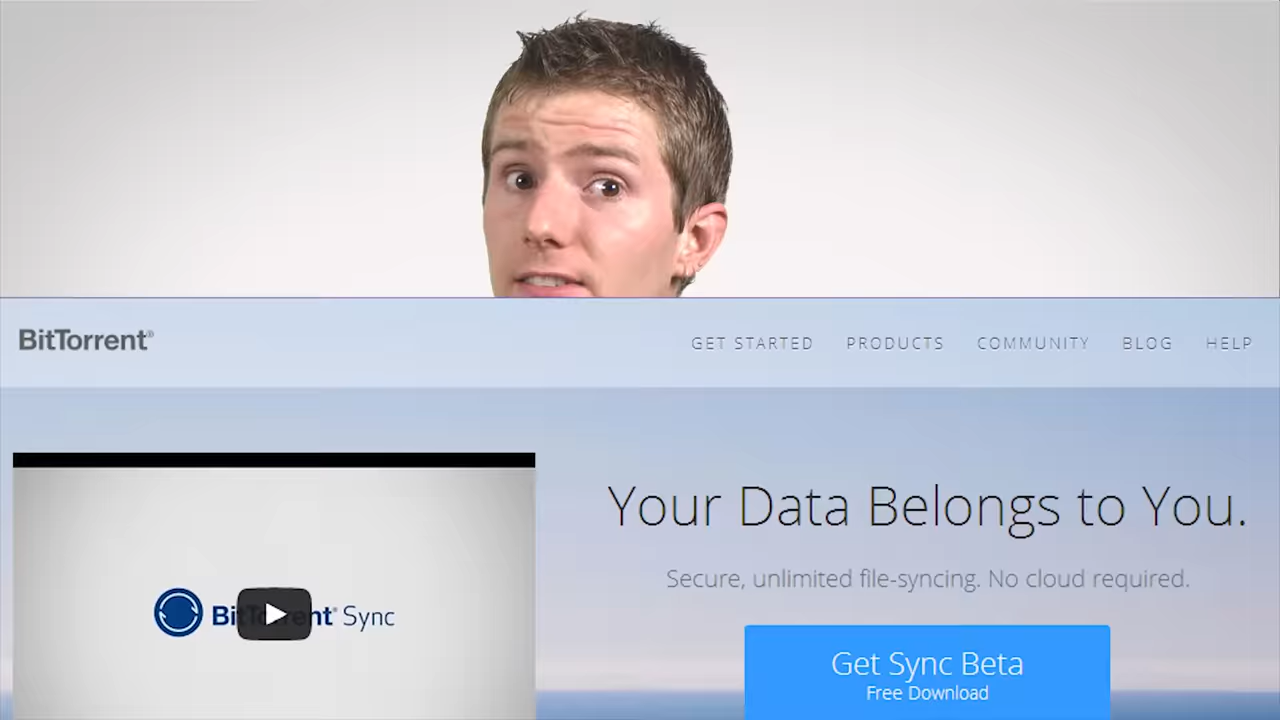 BitTorrent®
GET STARTED PRODUCTS COMMUNITY BLOG HELP
Your Data Belongs to You.
Secure, unlimited file-syncing. No cloud required.
BitTorrent® Sync
Get Sync Beta
Free Download